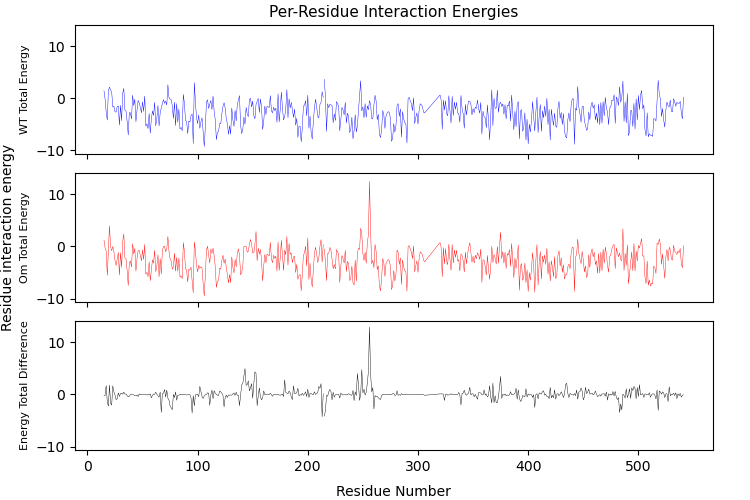 Per-Residue Interaction Energies
Residue interaction energy
WT Total Energy
10
0
−10
Om Total Energy
10
0
−10
Energy Total Difference
10
0
−10
0 100 200 300 400 500
Residue Number